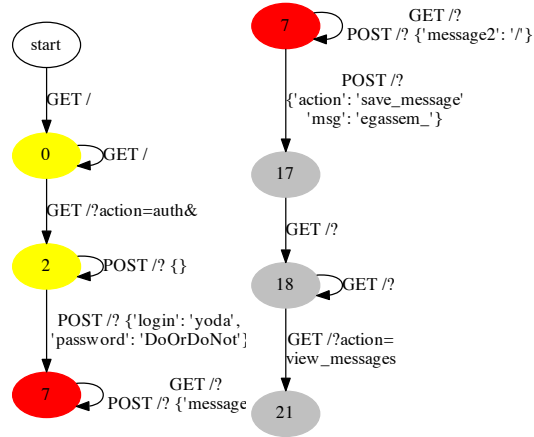 start
GET /
0
GET /
GET /?action=auth&
2
POST /? {}
POST /? {'login': 'yoda',
'password': 'DoOrDoNot'}
7
GET /?
POST /? {'message
7
GET /?
POST /? {'message2': '/'}
POST /?
{'action': 'save_message'
'msg': 'egassem_'}
17
GET /?
18
GET /?
GET /?action=
view_messages
21